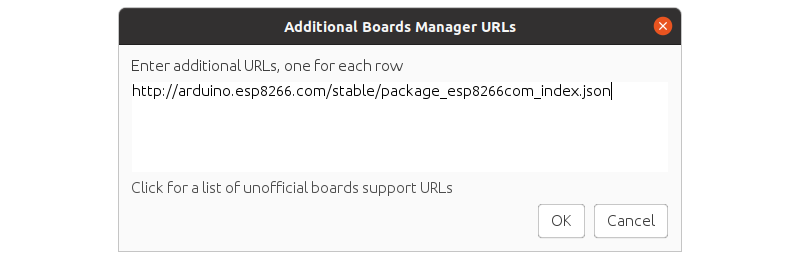 Additional Boards Manager URLs
Enter additional URLs, one for each row
http://arduino.esp8266.com/stable/package_esp8266com_index.json
Click for a list of unofficial boards support URLs
OK Cancel